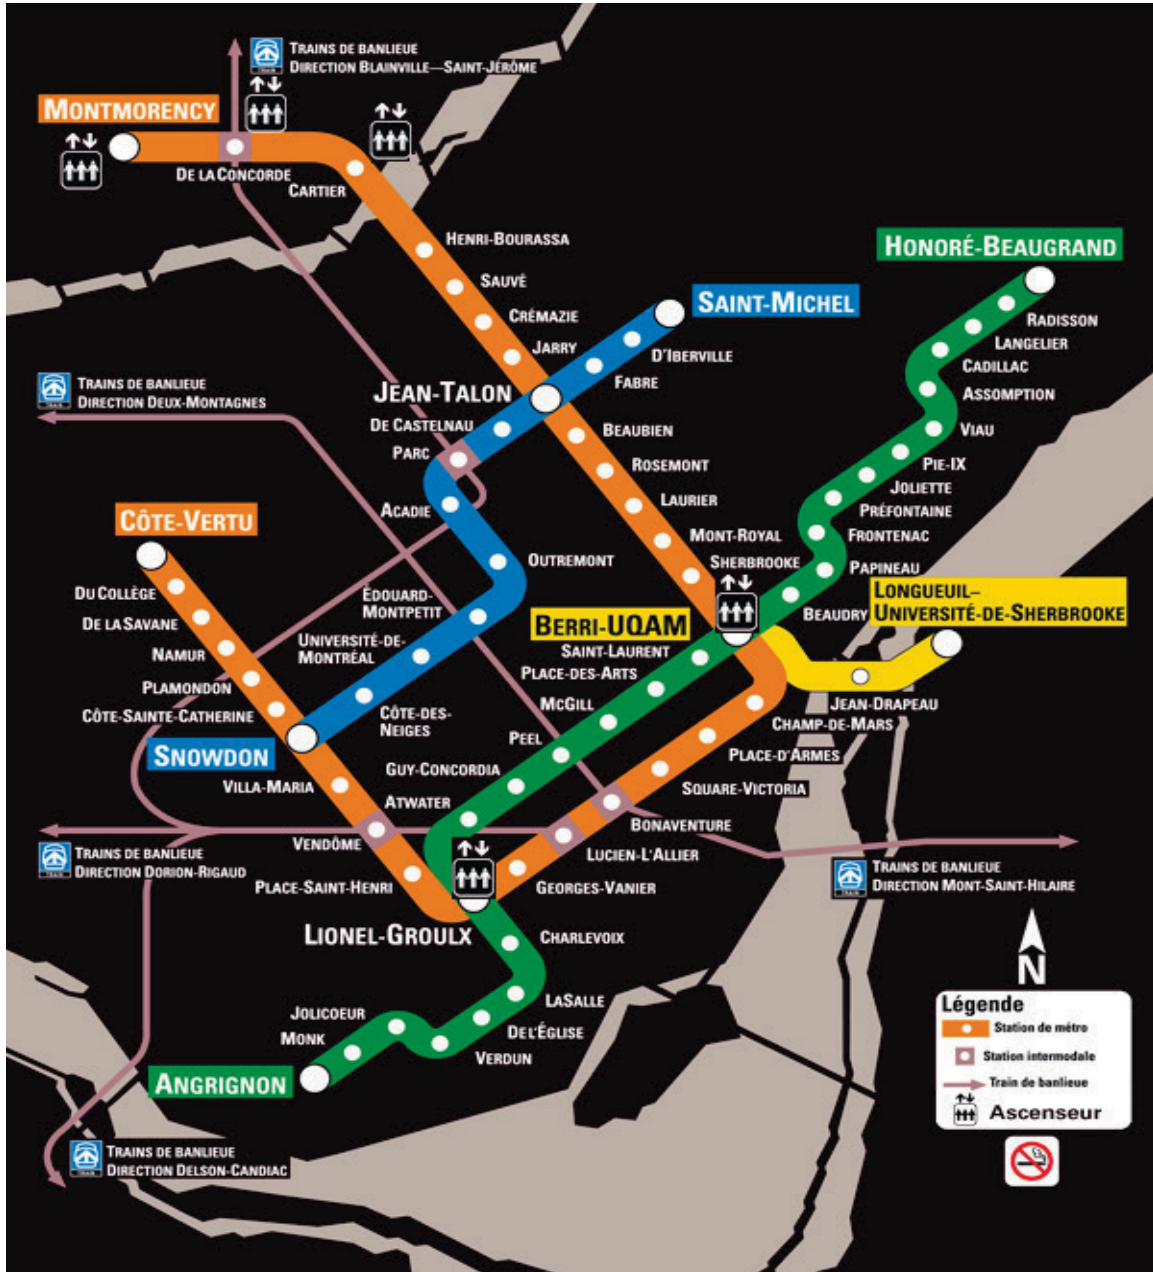 TRAINS DE BANLIEUE
DIRECTION BLAINVILLE—SAINT-JÉRÔME
TRAIN
MONTMORENCY
DE LA CONCORDE
CARTIER
HENRI-BOURASSA
HONORÉ-BEAUGRAND
SAUVÉ
SAINT-MICHEL
CRÉMAZIE
RADISSON
LANGELIER
JARRY
D'IBERVILLE
CADILLAC
TRAINS DE BANLIEUE
DIRECTION DEUX-MONTAGNES
TRAIN
FABRE
JEAN-TALON
ASSOMPTION
DE CASTELNAU
BEAUBIEN
VIAU
PARC
ROSEMONT
PIE-IX
JOLIETTE
LAURIER
ACADIE
PRÉFONTAINE
CÔTE-VERTU
MONT-ROYAL
FRONTENAC
OUTREMONT
SHERBROOKE
PAPINEAU
DU COLLÈGE
ÉDOUARD-
MONTPETIT
LONGUEUIL–
UNIVERSITÉ-DE-SHERBROOKE
DE LA SAVANE
BEAUDRY
BERRI-UQAM
UNIVERSITÉ-DE-
MONTRÉAL
NAMUR
SAINT-LAURENT
PLACE-DES-ARTS
PLAMONDON
MCGILL
JEAN-DRAPEAU
CÔTE-SAINTE-CATHERINE
CÔTE-DES-
NEIGES
CHAMP-DE-MARS
PEEL
SNOWDON
PLACE-D'ARMES
GUY-CONCORDIA
VILLA-MARIA
SQUARE-VICTORIA
ATWATER
BONAVENTURE
VENDÔME
LUCIEN-L'ALLIER
TRAINS DE BANLIEUE
DIRECTION DORION-RIGAUD
TRAIN
TRAINS DE BANLIEUE
DIRECTION MONT-SAINT-HILAIRE
TRAIN
PLACE-SAINT-HENRI
GEORGES-VANIER
LIONEL-GROULX
CHARLEVOIX
N
LASALLE
JOLICOEUR
DE L'ÉGLISE
MONK
VERDUN
ANGRIGNON
Légende
Station de métro
Station intermodale
Train de banlieue
Ascenseur
TRAINS DE BANLIEUE
DIRECTION DELSON-CANDIAC
TRAIN